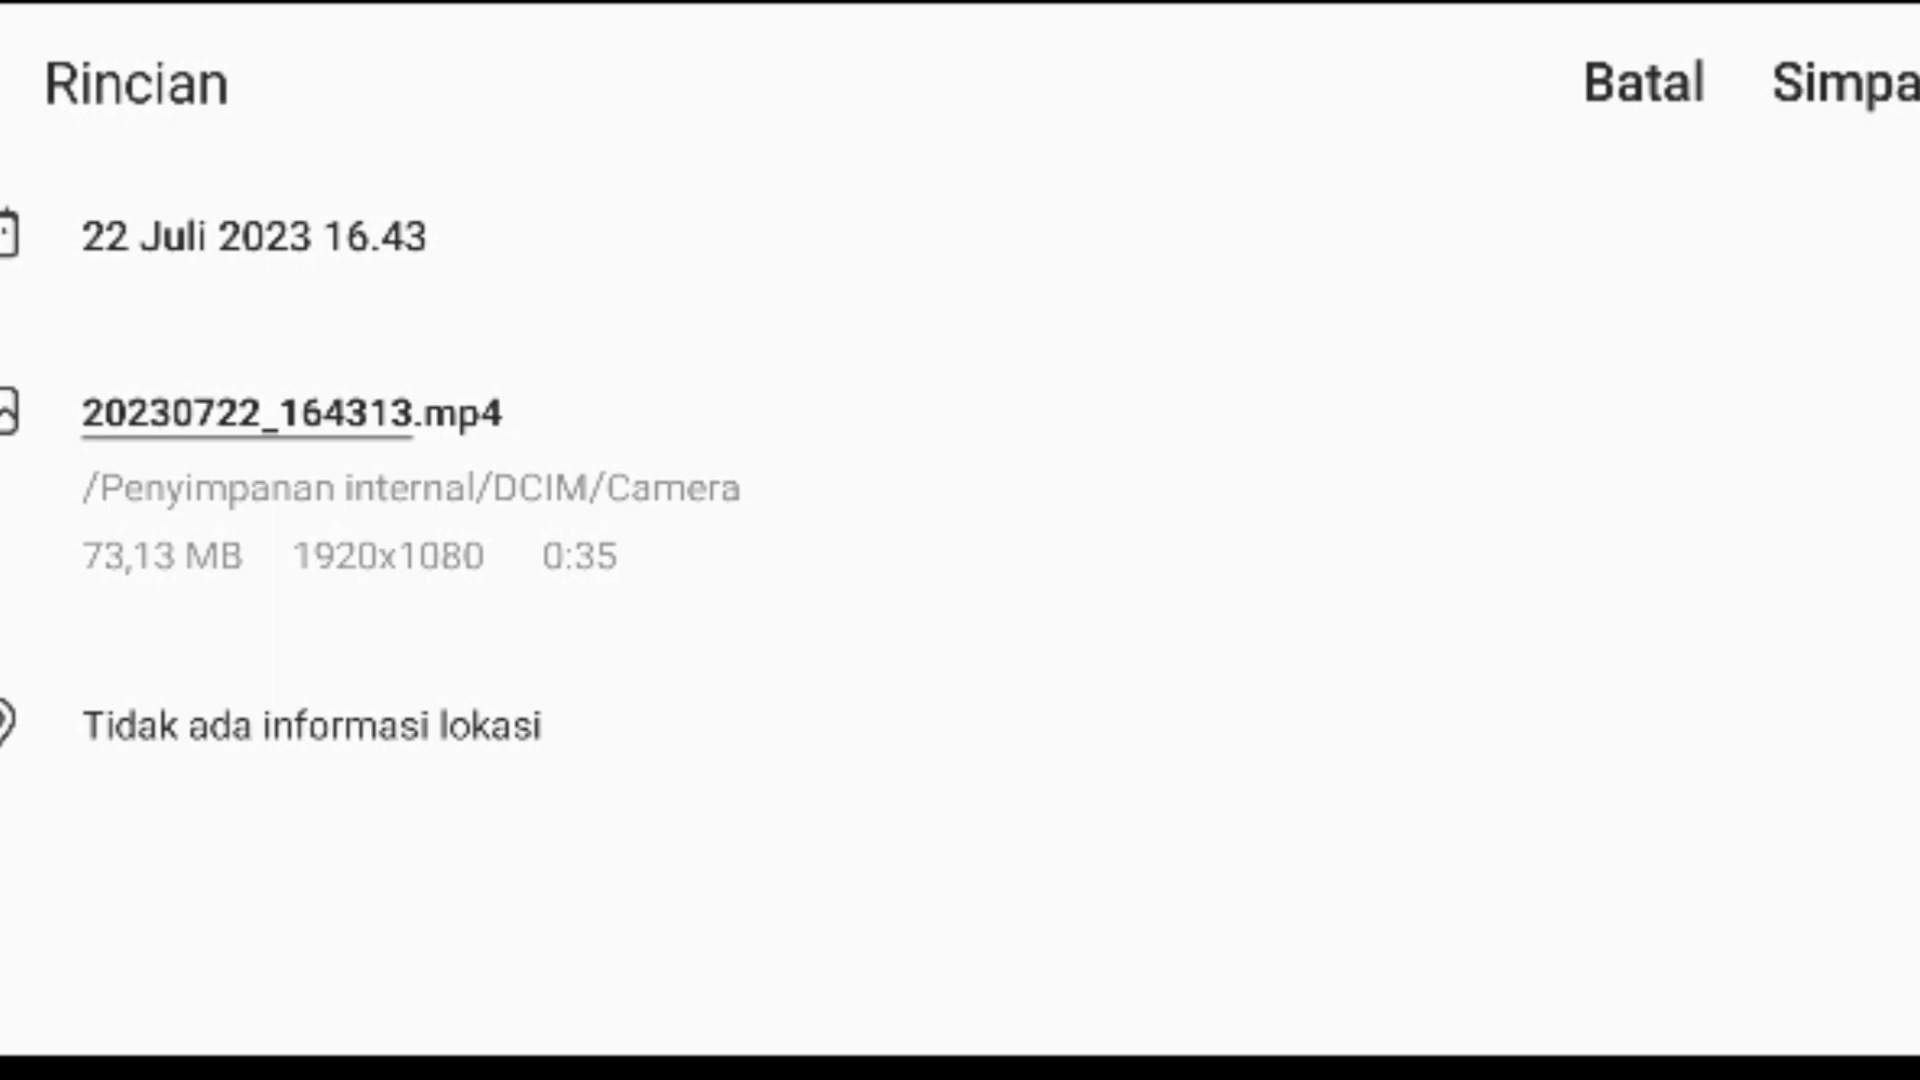 Rincian
Batal Simpa
22 Juli 2023 16.43
20230722_164313.mp4
/Penyimpanan internal/DCIM/Camera
73,13 MB 1920x1080 0:35
Tidak ada informasi lokasi